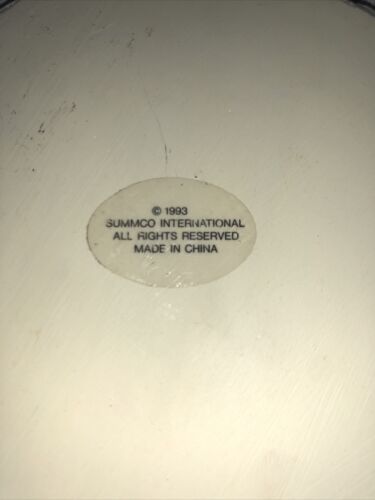 © 1993
SUMMCO INTERNATIONAL
ALL RIGHTS RESERVED
MADE IN CHINA